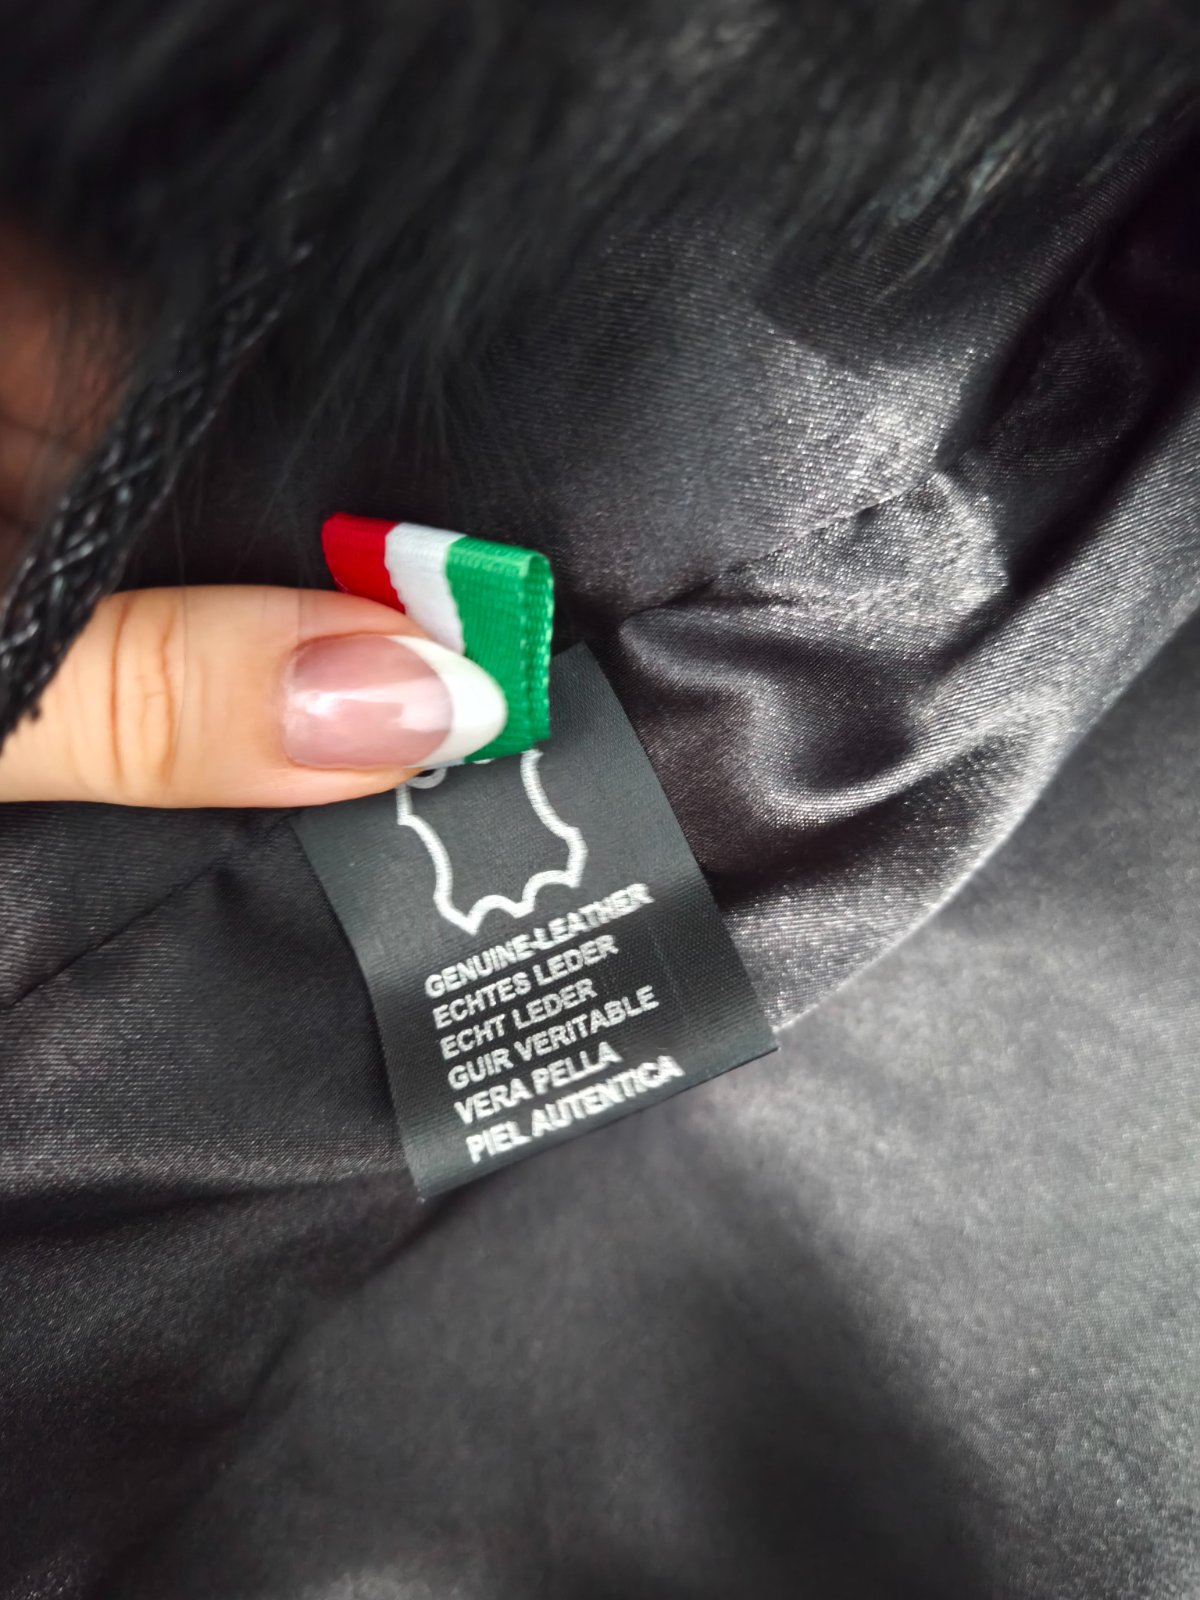 GENUINE-LEATHER
ECHTES LEDER
ECHT LEDER
GUIR VERITABLE
VERA PELLA
PIEL AUTENTICA